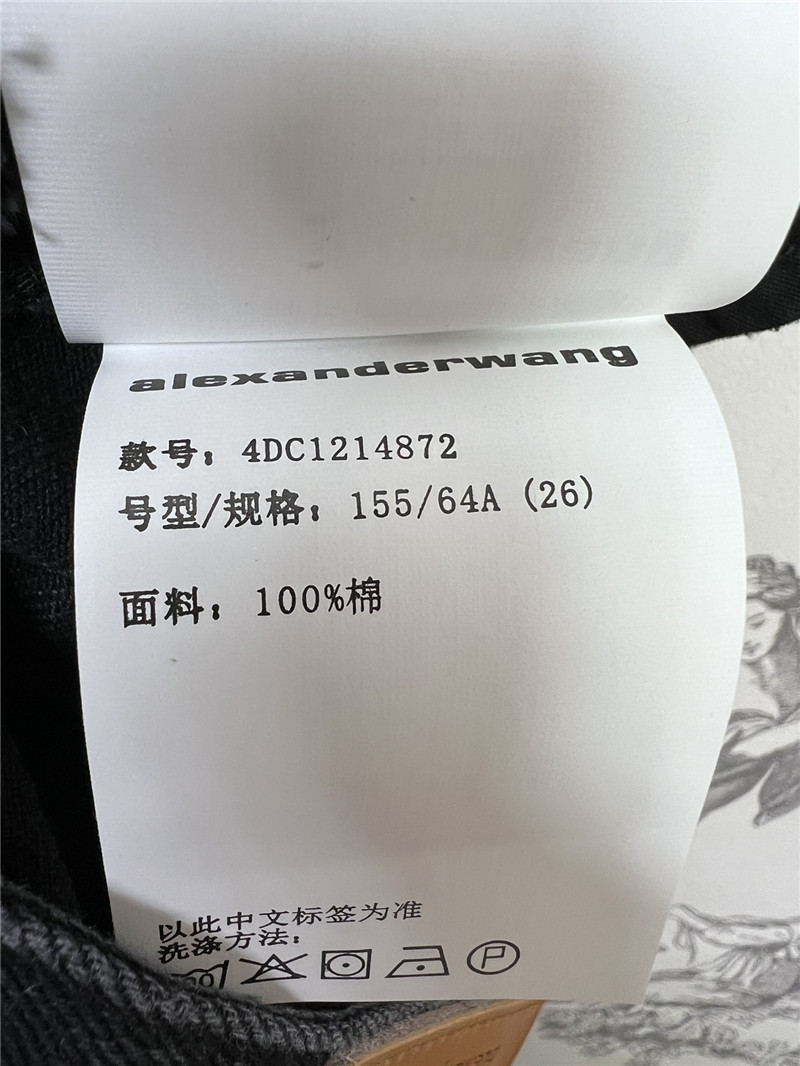 alexanderwang
款号：4DC1214872
号型/规格：155/64A (26)
面料：100%棉
以此中文标签为准
洗涤方法：
P